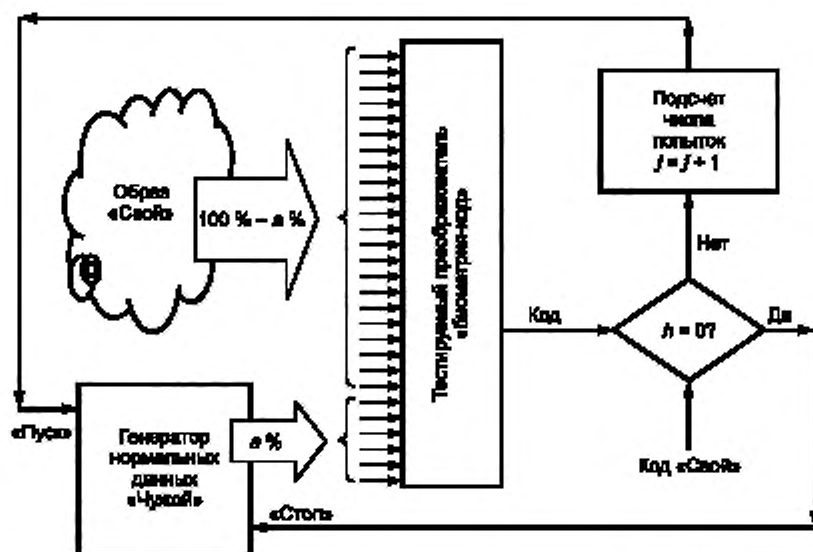 Образ
«Свой»
100 % – а %
Тестируемый преобразователь
«биометрия-код»
Подсчет
числа
попыток
j = j + 1
Нет
Код
h = 0?
Да
«Пуск»
Генератор
нормальных
данных
«Чужой»
а %
Код «Свой»
«Стоп»